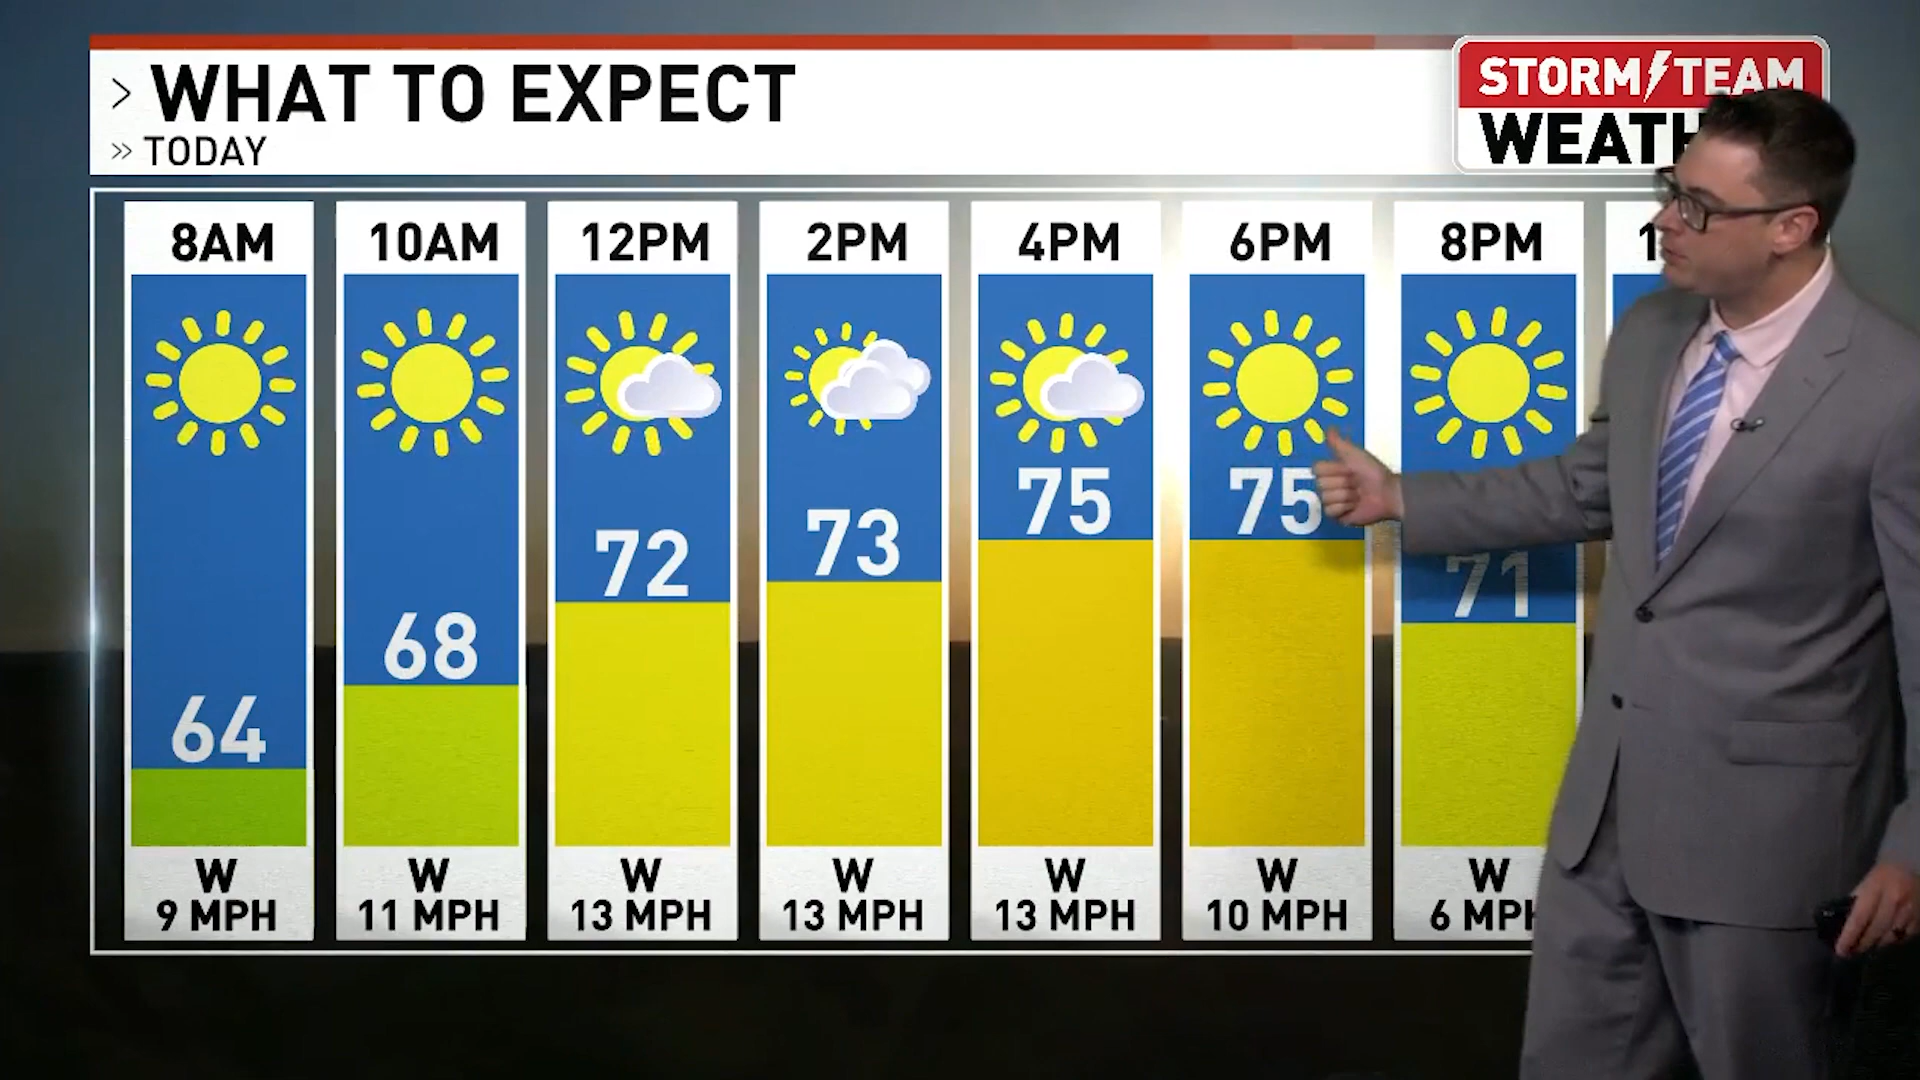 > WHAT TO EXPECT
>> TODAY
STORM TEAM
8AM 10AM 12PM 2PM 4PM 6PM 8PM
64 68 72 73 75 75 71
W W W W W W W
9 MPH 11 MPH 13 MPH 13 MPH 13 MPH 10 MPH 6